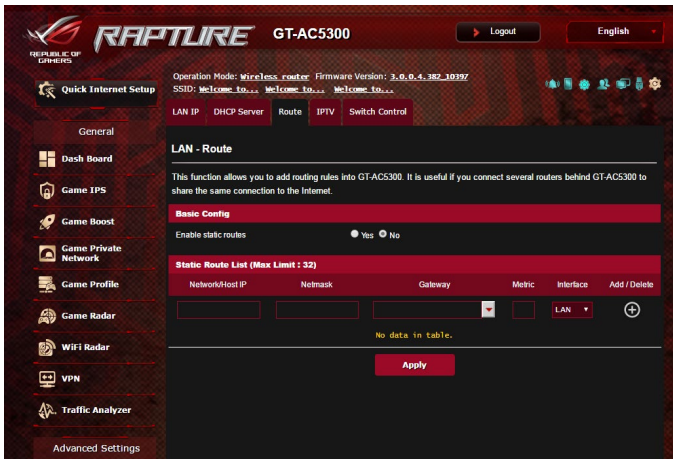 REPUBLIC OF
GAMERS
RAPTURE GT-AC5300 Logout English
Quick Internet Setup
General
Dash Board
Game IPS
Game Boost
Game Private
Network
Game Profile
Game Radar
WiFi Radar
VPN
Traffic Analyzer
Advanced Settings
Operation Mode: Wireless router Firmware Version: 3.0.0.4.382_10397
SSID: Welcome to... Welcome to... Welcome to...
LAN IP DHCP Server Route IPTV Switch Control
LAN - Route
This function allows you to add routing rules into GT-AC5300. It is useful if you connect several routers behind GT-AC5300 to
share the same connection to the Internet.
Basic Config
Enable static routes Yes No
Static Route List (Max Limit : 32)
Network/Host IP Netmask Gateway Metric Interface Add / Delete
LAN
No data in table.
Apply